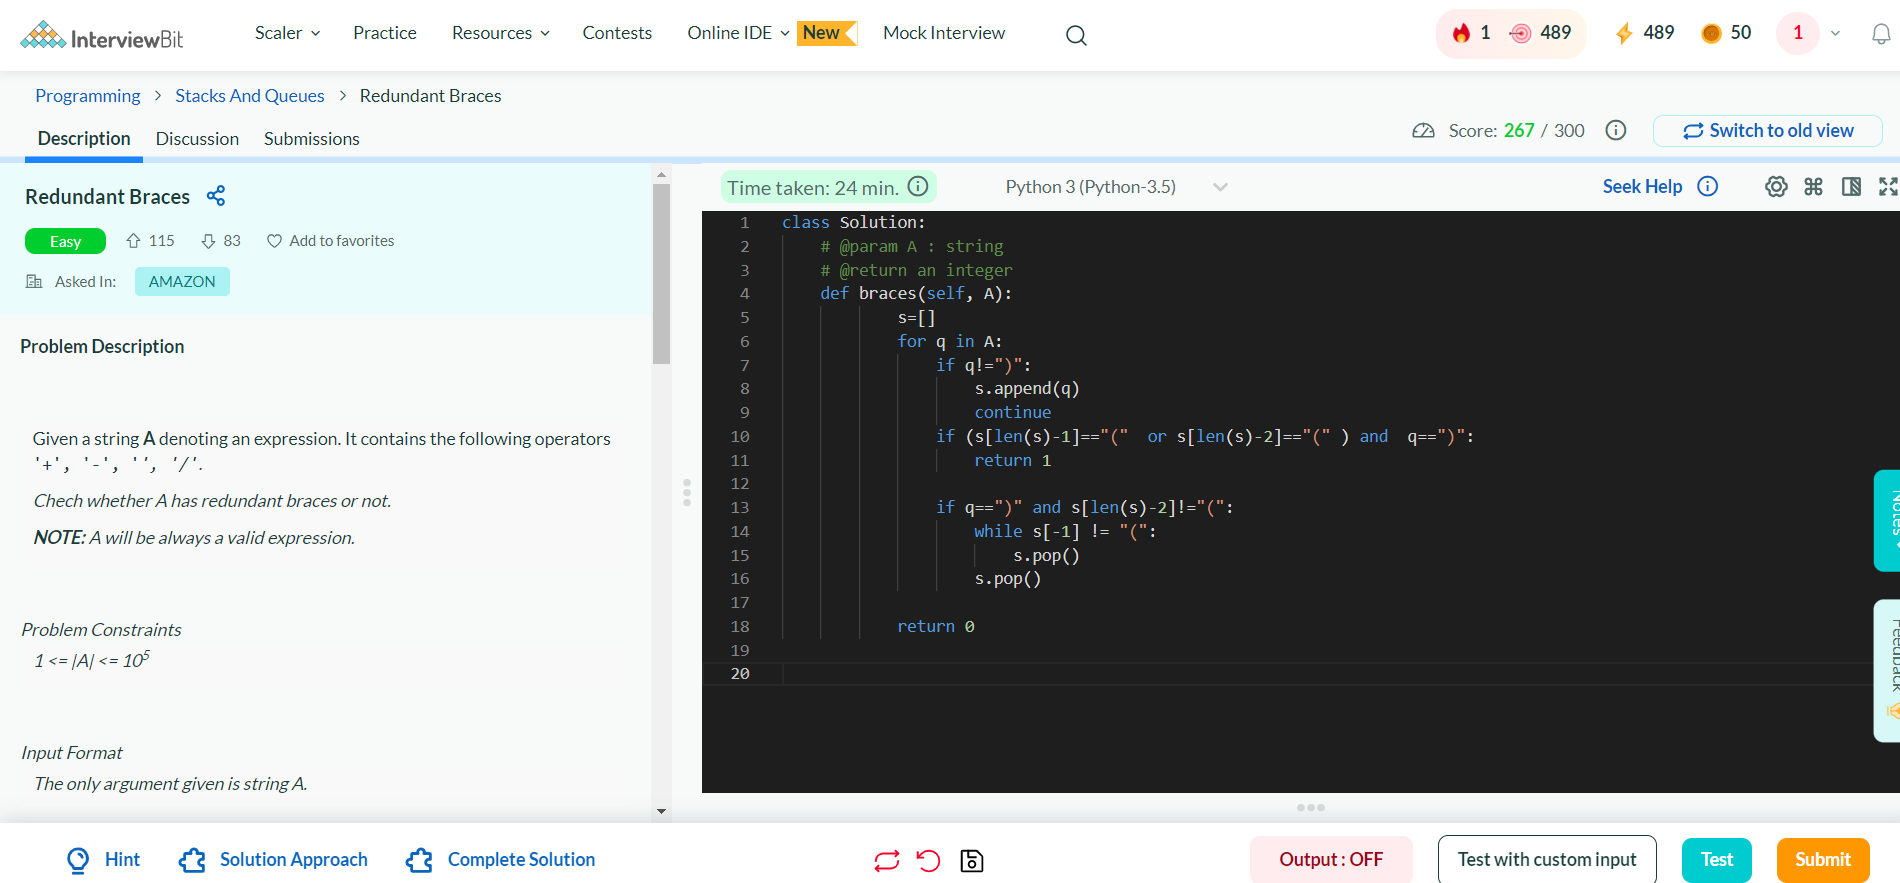 InterviewBit
Scaler
Practice
Resources
Contests
Online IDE
New
Mock Interview
1
489
489
50
1
Programming > Stacks And Queues > Redundant Braces
Description
Discussion
Submissions
Score: 267 / 300
Switch to old view
Redundant Braces
Easy
115
83
Add to favorites
Asked In:
AMAZON
Problem Description
Given a string A denoting an expression. It contains the following operators
'+', '-', '', '/'.
Chech whether A has redundant braces or not.
NOTE: A will be always a valid expression.
Problem Constraints
1 <= |A| <= 10⁵
Input Format
The only argument given is string A.
Time taken: 24 min.
Python 3 (Python-3.5)
Seek Help
1 class Solution:
2 # @param A : string
3 # @return an integer
4 def braces(self, A):
5 s=[]
6 for q in A:
7 if q!=")":
8 s.append(q)
9 continue
10 if (s[len(s)-1]=="(" or s[len(s)-2]=="(" ) and q==")":
11 return 1
12
13 if q==")" and s[len(s)-2]!="(":
14 while s[-1] != "(":
15 s.pop()
16 s.pop()
17
18 return 0
19
20
Notes
Feedback
Hint
Solution Approach
Complete Solution
Output : OFF
Test with custom input
Test
Submit